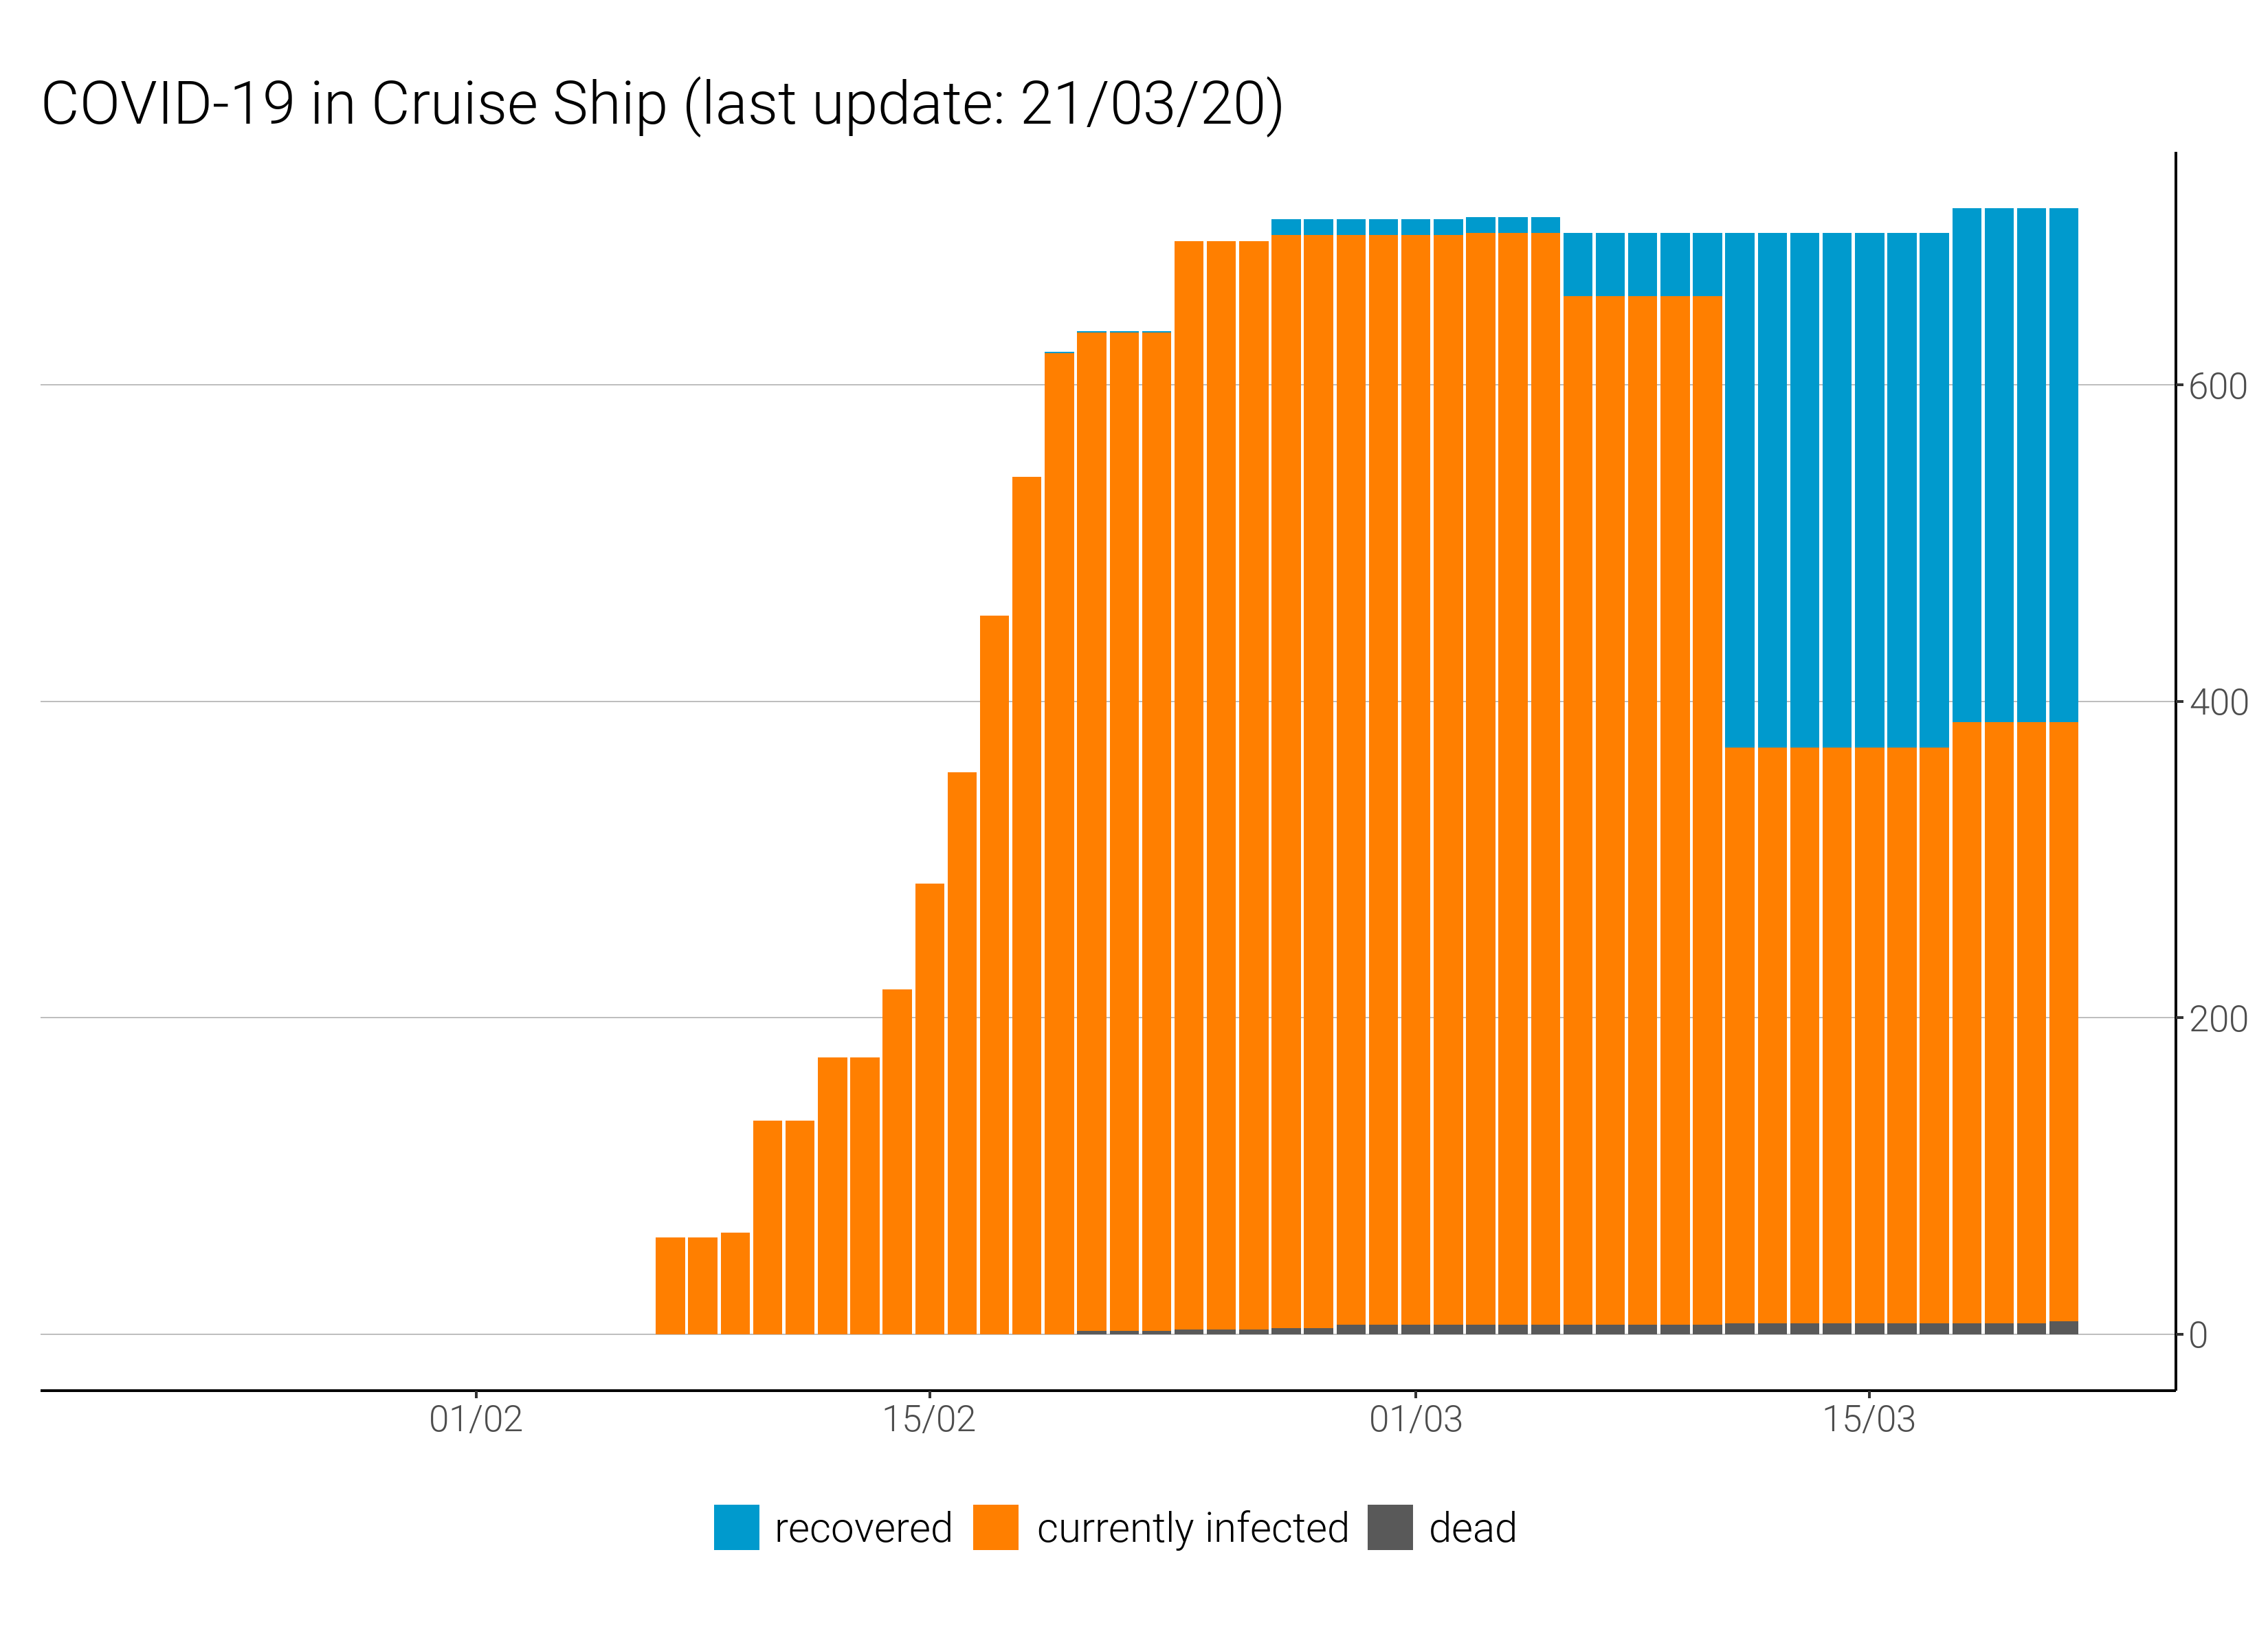 COVID-19 in Cruise Ship (last update: 21/03/20)
600
400
200
0
01/02 15/02 01/03 15/03
recovered currently infected dead